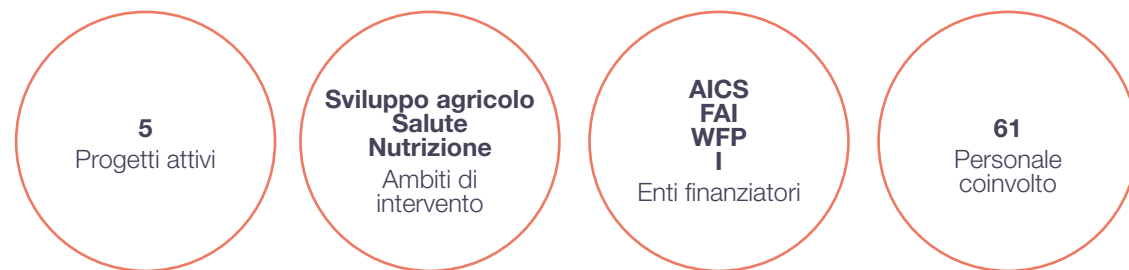 5
Progetti attivi
Sviluppo agricolo
Salute
Nutrizione
Ambiti di
intervento
AICS
FAI
WFP
I
Enti finanziatori
61
Personale
coinvolto